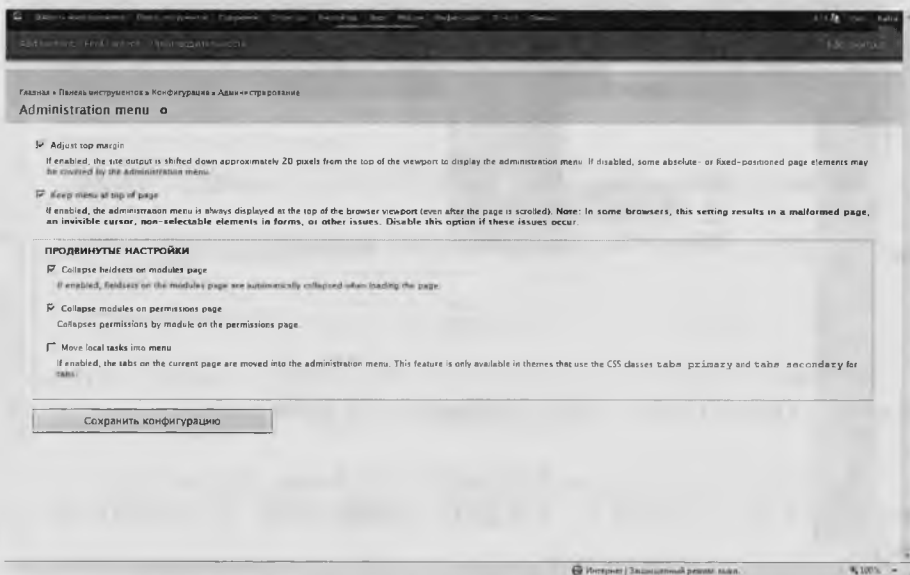 Главная » Панель инструментов » Конфигурация » Администрирование
Administration menu
Adjust top margin
If enabled, the site output is shifted down approximately 20 pixels from the top of the viewport to display the administration menu. If disabled, some absolute- or fixed-positioned page elements may
be covered by the administration menu.
Keep menu at top of page
If enabled, the administration menu is always displayed at the top of the browser viewport (even after the page is scrolled). Note: In some browsers, this setting results in a malformed page,
an invisible cursor, non-selectable elements in forms, or other issues. Disable this option if these issues occur.
ПРОДВИНУТЫЕ НАСТРОЙКИ
Collapse fieldsets on modules page
If enabled, fieldsets on the modules page are automatically collapsed when loading the page.
Collapse modules on permissions page
Collapses permissions by module on the permissions page.
Move local tasks into menu
If enabled, the tabs on the current page are moved into the administration menu. This feature is only available in themes that use the CSS classes tabs primary and tabs secondary for
tabs.
Сохранить конфигурацию
Интернет | Защищенный режим: выкл.
100%